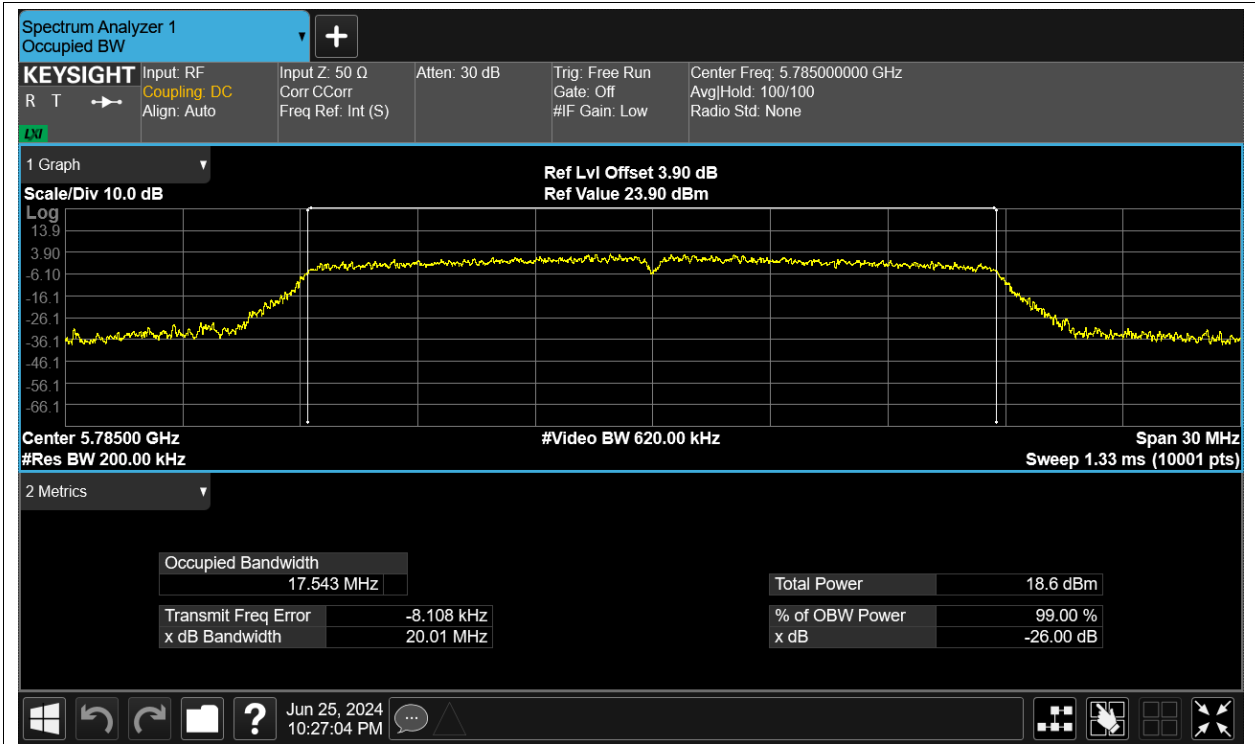 Spectrum Analyzer 1
Occupied BW
KEYSIGHT
R T
LXI
Input: RF
Coupling: DC
Align: Auto
Input Z: 50 Ω
Corr CCorr
Freq Ref: Int (S)
Atten: 30 dB
Trig: Free Run
Gate: Off
#IF Gain: Low
Center Freq: 5.785000000 GHz
Avg|Hold: 100/100
Radio Std: None
1 Graph
Scale/Div 10.0 dB
Ref Lvl Offset 3.90 dB
Ref Value 23.90 dBm
Log
13.9
3.90
-6.10
-16.1
-26.1
-36.1
-46.1
-56.1
-66.1
Center 5.78500 GHz
#Res BW 200.00 kHz
#Video BW 620.00 kHz
Span 30 MHz
Sweep 1.33 ms (10001 pts)
2 Metrics
Occupied Bandwidth
17.543 MHz
Transmit Freq Error -8.108 kHz
x dB Bandwidth 20.01 MHz
Total Power 18.6 dBm
% of OBW Power 99.00 %
x dB -26.00 dB
?
Jun 25, 2024
10:27:04 PM